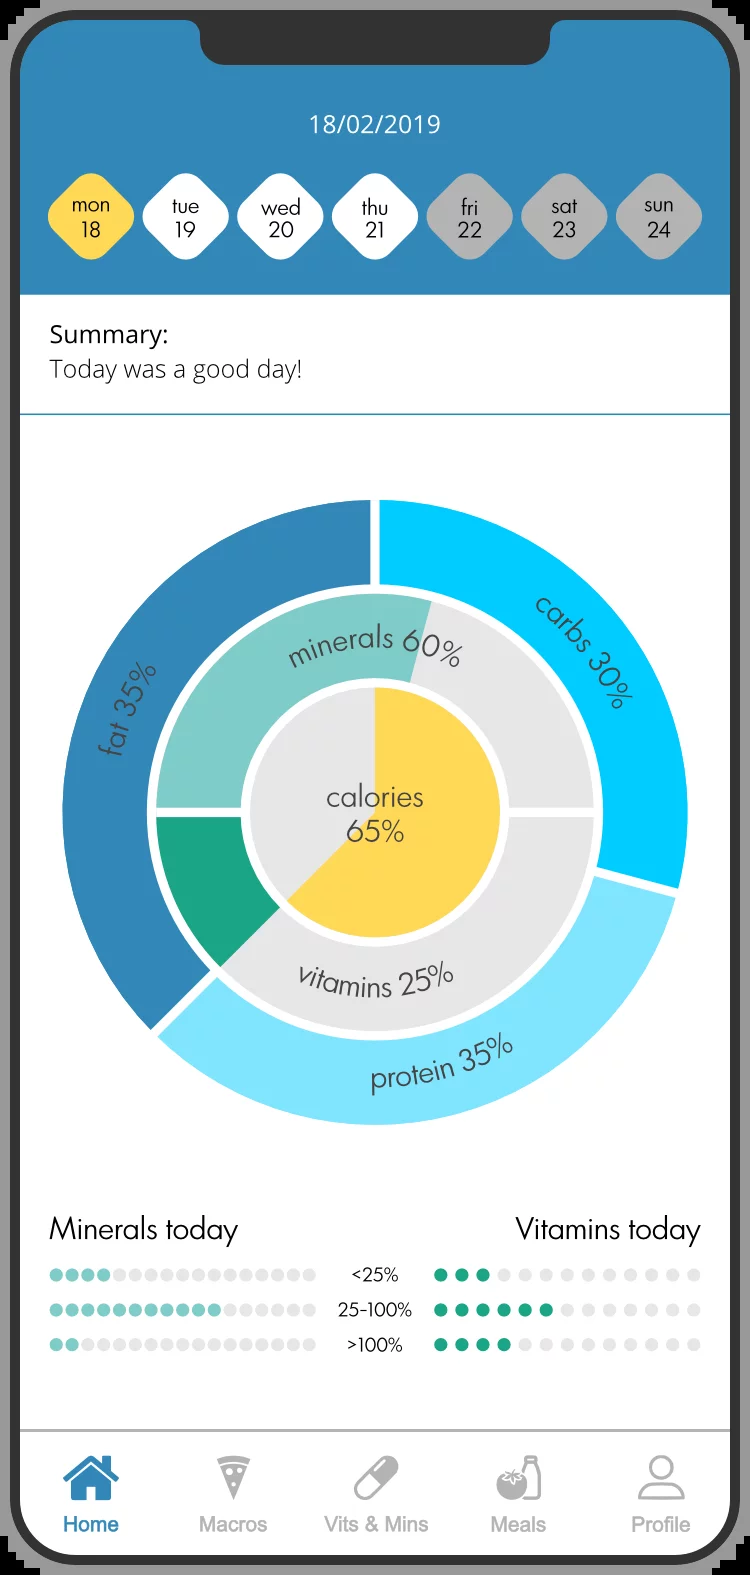 18/02/2019
mon tue wed thu fri sat sun
18 19 20 21 22 23 24
Summary:
Today was a good day!
carbs 30%
minerals 60%
fat 35%
calories
65%
vitamins 25%
protein 35%
Minerals today
Vitamins today
<25%
25-100%
>100%
Home Macros Vits & Mins Meals Profile